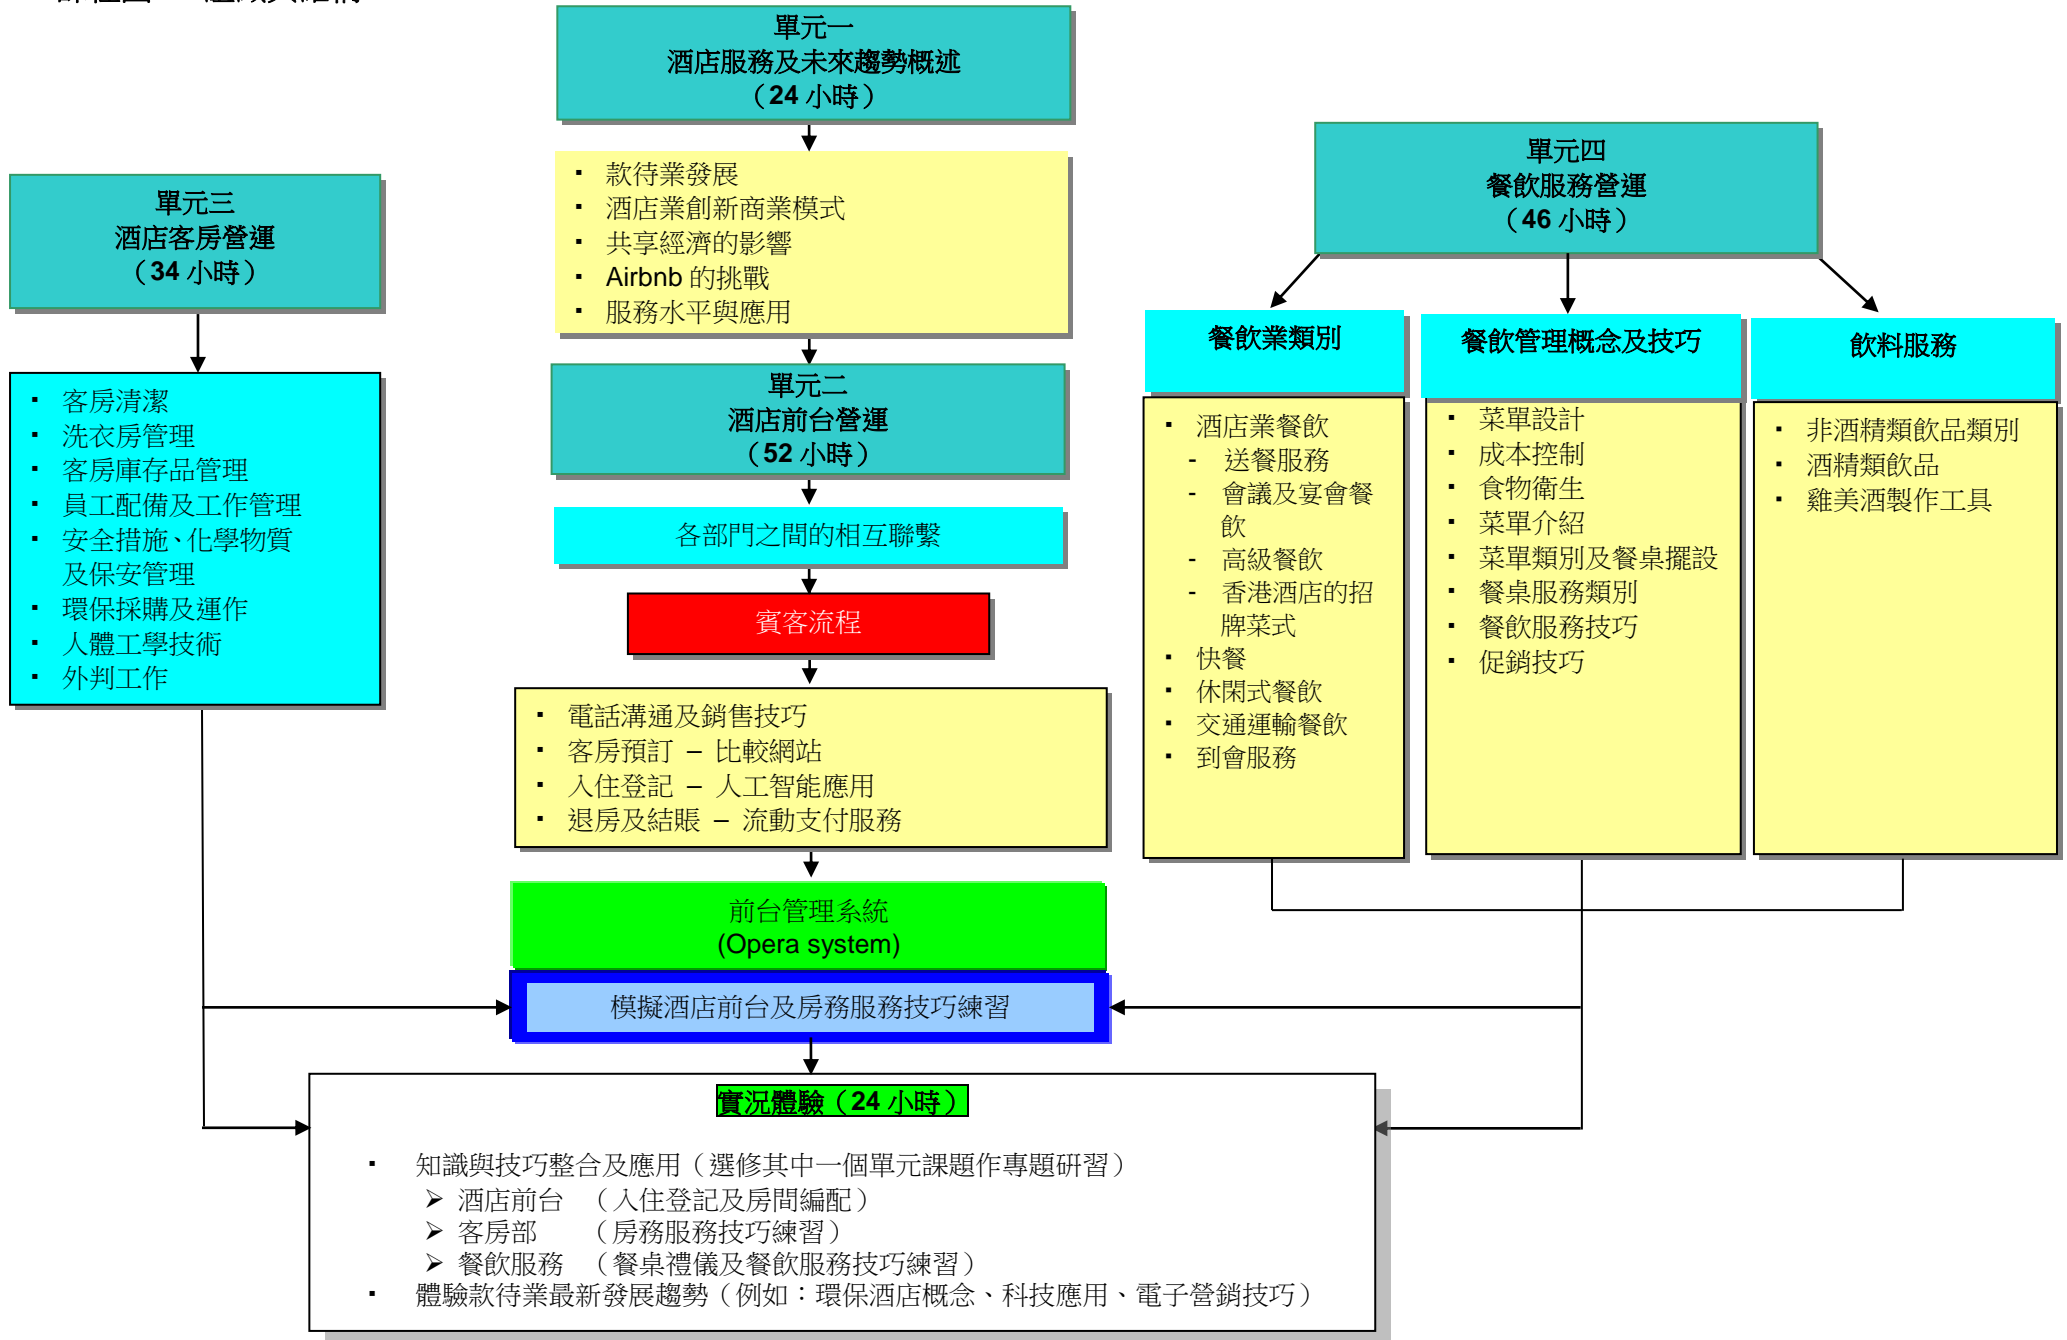 單元一
酒店服務及未來趨勢概述
（24 小時）
▪ 款待業發展
▪ 酒店業創新商業模式
▪ 共享經濟的影響
▪ Airbnb 的挑戰
▪ 服務水平與應用
單元二
酒店前台營運
（52 小時）
各部門之間的相互聯繫
賓客流程
▪ 電話溝通及銷售技巧
▪ 客房預訂 – 比較網站
▪ 入住登記 – 人工智能應用
▪ 退房及結賬 – 流動支付服務
前台管理系統
(Opera system)
模擬酒店前台及房務服務技巧練習
單元三
酒店客房營運
（34 小時）
▪ 客房清潔
▪ 洗衣房管理
▪ 客房庫存品管理
▪ 員工配備及工作管理
▪ 安全措施、化學物質
及保安管理
▪ 環保採購及運作
▪ 人體工學技術
▪ 外判工作
單元四
餐飲服務營運
（46 小時）
餐飲業類別
▪ 酒店業餐飲
- 送餐服務
- 會議及宴會餐
飲
- 高級餐飲
- 香港酒店的招
牌菜式
▪ 快餐
▪ 休閑式餐飲
▪ 交通運輸餐飲
▪ 到會服務
餐飲管理概念及技巧
▪ 菜單設計
▪ 成本控制
▪ 食物衛生
▪ 菜單介紹
▪ 菜單類別及餐桌擺設
▪ 餐桌服務類別
▪ 餐飲服務技巧
▪ 促銷技巧
飲料服務
▪ 非酒精類飲品類別
▪ 酒精類飲品
▪ 雞美酒製作工具
實況體驗（24 小時）
▪ 知識與技巧整合及應用（選修其中一個單元課題作專題研習）
➢ 酒店前台 （入住登記及房間編配）
➢ 客房部 （房務服務技巧練習）
➢ 餐飲服務 （餐桌禮儀及餐飲服務技巧練習）
▪ 體驗款待業最新發展趨勢（例如：環保酒店概念、科技應用、電子營銷技巧）